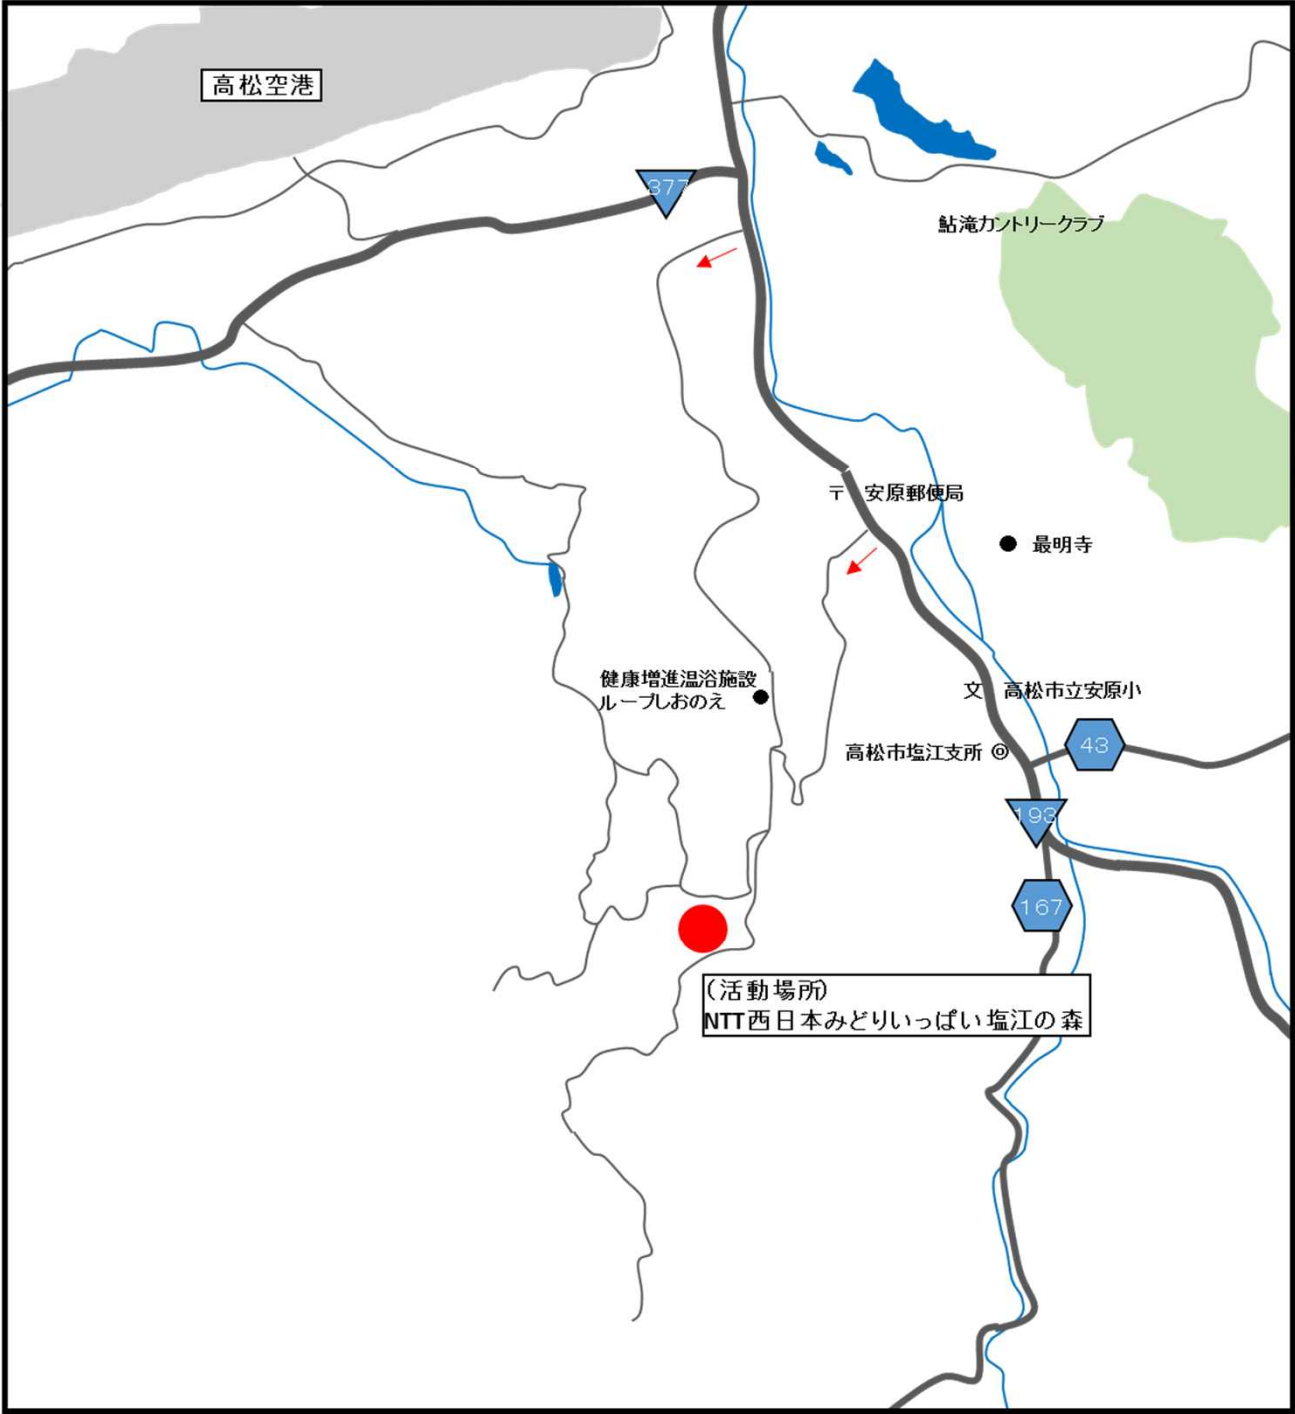 高松空港
377
鮎滝カントリークラブ
〒 安原郵便局
最明寺
健康増進温浴施設
ループしおのえ
文 高松市立安原小
43
高松市塩江支所
193
167
(活動場所)
NTT西日本みどりいっぱい塩江の森